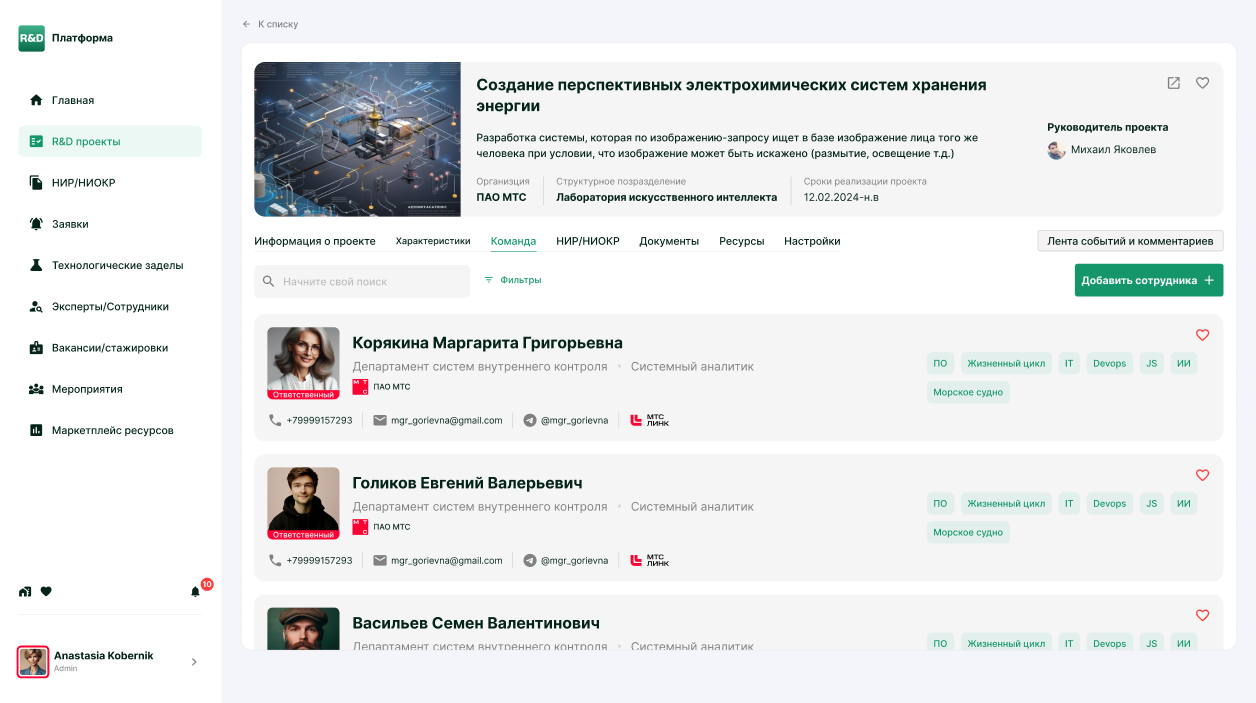 R&D Платформа
Главная
R&D проекты
НИР/НИОКР
Заявки
Технологические заделы
Эксперты/Сотрудники
Вакансии/стажировки
Мероприятия
Маркетплейс ресурсов
10
Anastasia Kobernik
Admin
К списку
Создание перспективных электрохимических систем хранения
энергии
Разработка системы, которая по изображению-запросу ищет в базе изображение лица того же
человека при условии, что изображение может быть искажено (размытие, освещение т.д.)
Руководитель проекта
Михаил Яковлев
Организция
ПАО МТС
Структурное позразделение
Лаборатория искусственного интеллекта
Сроки реализации проекта
12.02.2024-н.в
Информация о проекте Характеристики Команда НИР/НИОКР Документы Ресурсы Настройки
Лента событий и комментариев
Начните свой поиск
Фильтры
Добавить сотрудника
Корякина Маргарита Григорьевна
Департамент систем внутреннего контроля • Системный аналитик
МТС ПАО МТС
Ответственный
+79999157293 mgr_gorievna@gmail.com @mgr_gorievna МТС ЛИНК
ПО Жизненный цикл IT Devops JS ИИ
Морское судно
Голиков Евгений Валерьевич
Департамент систем внутреннего контроля • Системный аналитик
МТС ПАО МТС
Ответственный
+79999157293 mgr_gorievna@gmail.com @mgr_gorievna МТС ЛИНК
ПО Жизненный цикл IT Devops JS ИИ
Морское судно
Васильев Семен Валентинович
Департамент систем внутреннего контроля • Системный аналитик
ПО Жизненный цикл IT Devops JS ИИ